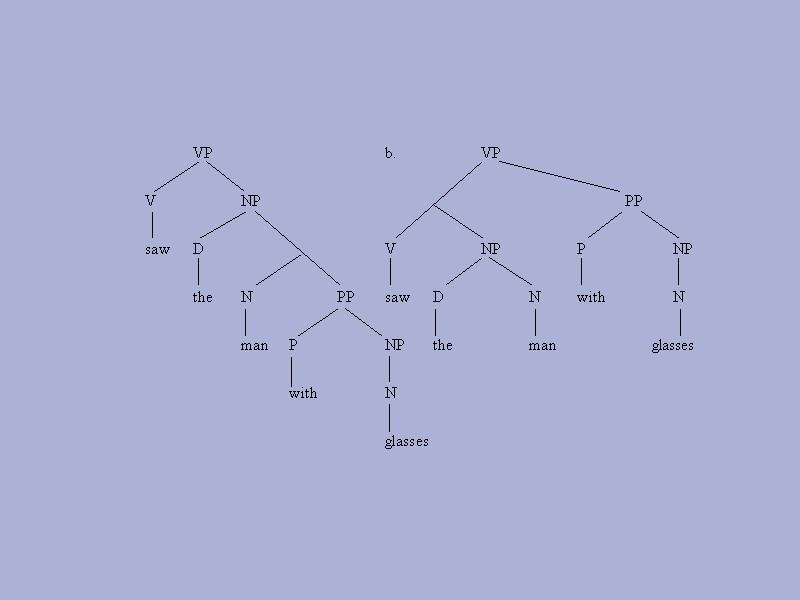 VP b. VP
V NP PP
saw D V NP P NP
the N PP saw D N with N
man P NP the man glasses
with N
glasses